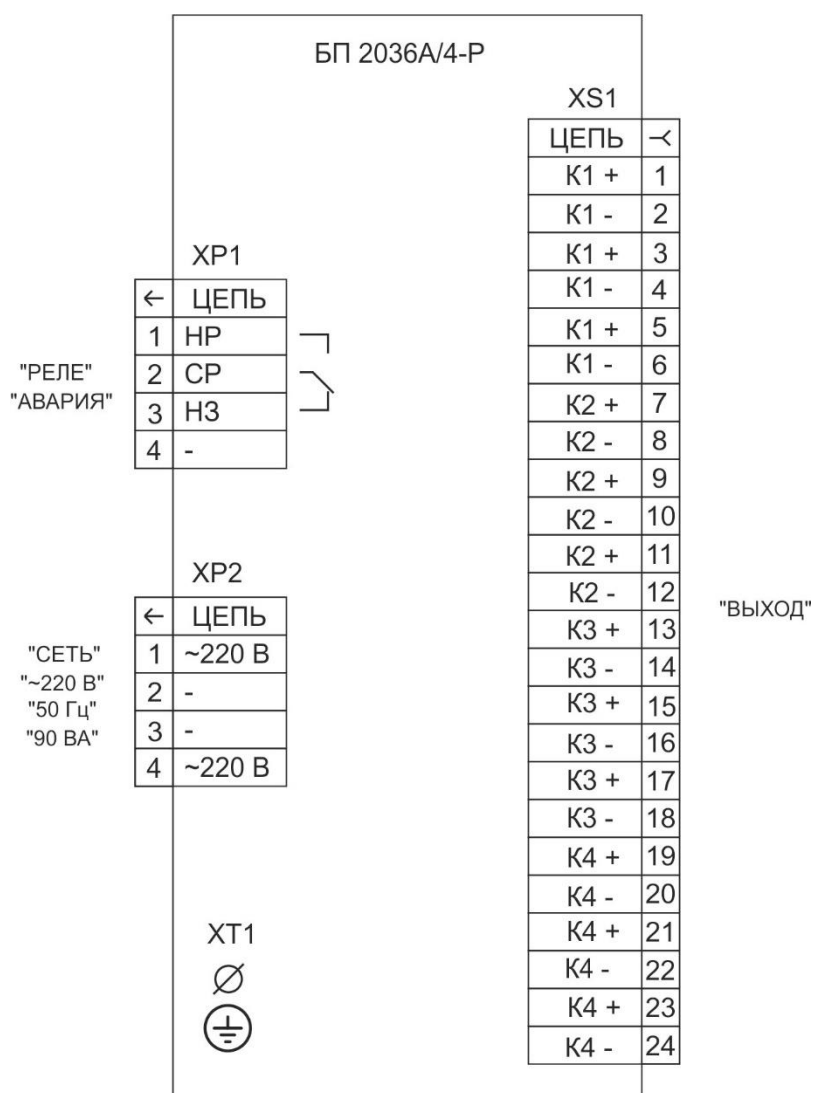 БП 2036А/4-Р
XS1
ЦЕПЬ
К1 + 1
К1 - 2
К1 + 3
К1 - 4
К1 + 5
К1 - 6
К2 + 7
К2 - 8
К2 + 9
К2 - 10
К2 + 11
К2 - 12
К3 + 13
К3 - 14
К3 + 15
К3 - 16
К3 + 17
К3 - 18
К4 + 19
К4 - 20
К4 + 21
К4 - 22
К4 + 23
К4 - 24
"ВЫХОД"
XP1
← ЦЕПЬ
1 НР
2 СР
3 НЗ
4 -
"РЕЛЕ"
"АВАРИЯ"
XP2
← ЦЕПЬ
1 ~220 В
2 -
3 -
4 ~220 В
"СЕТЬ"
"~220 В"
"50 Гц"
"90 ВА"
XT1